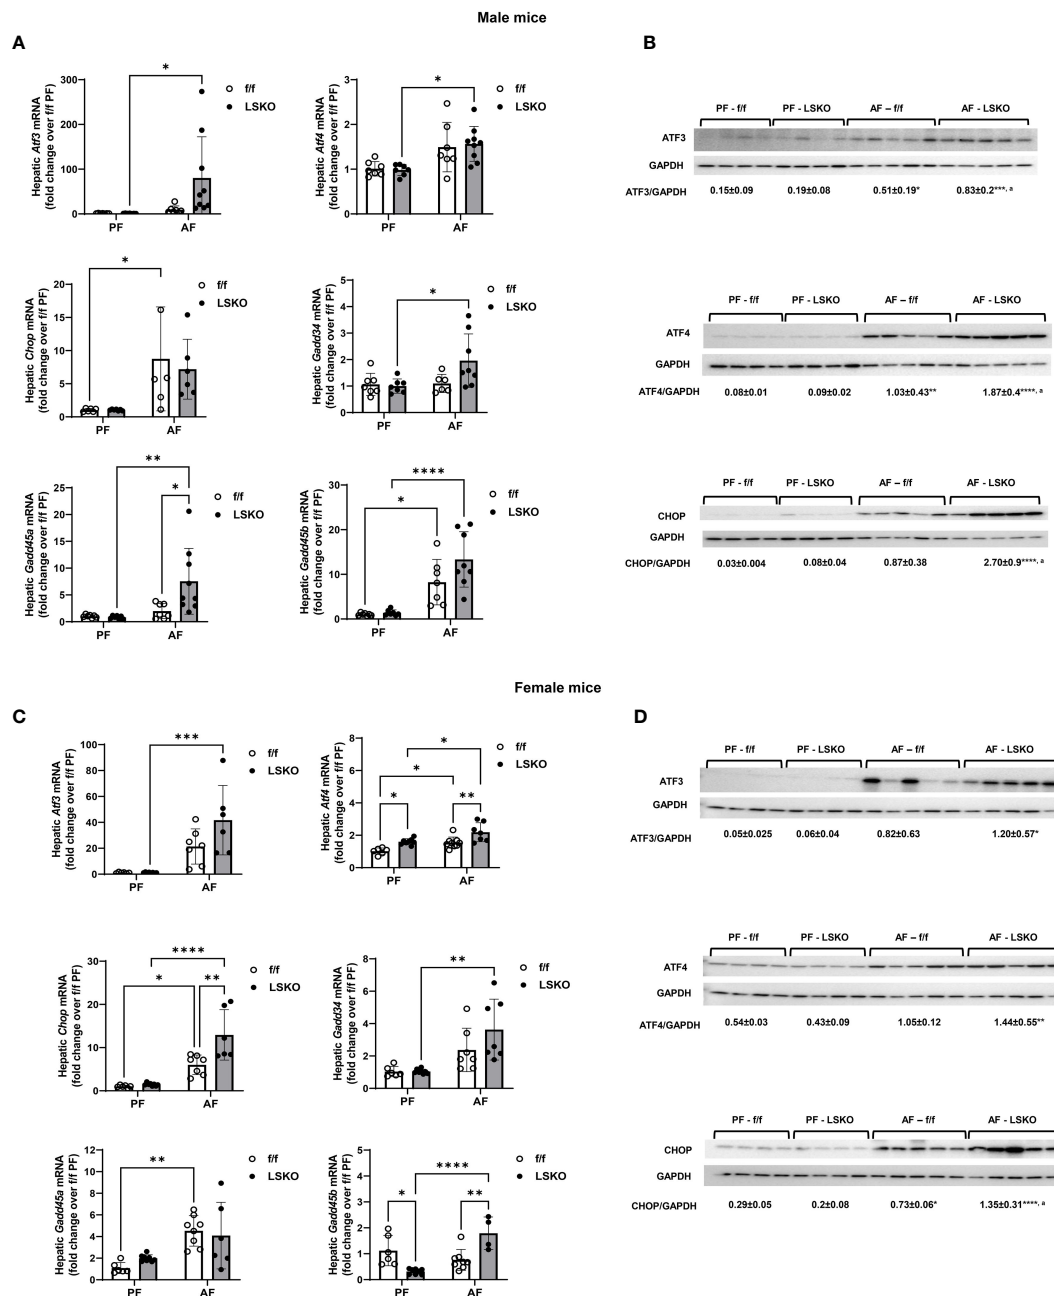 Male mice
A
Hepatic Atf3 mRNA
(fold change over f/f PF)
300
200
100
0
PF
AF
*
f/f
LSKO
Hepatic Atf4 mRNA
(fold change over f/f PF)
3
2
1
0
PF
AF
*
f/f
LSKO
Hepatic Chop mRNA
(fold change over f/f PF)
20
15
10
5
0
PF
AF
*
f/f
LSKO
Hepatic Gadd34 mRNA
(fold change over f/f PF)
5
4
3
2
1
0
PF
AF
*
f/f
LSKO
Hepatic Gadd45a mRNA
(fold change over f/f PF)
25
20
15
10
5
0
PF
AF
**
*
f/f
LSKO
Hepatic Gadd45b mRNA
(fold change over f/f PF)
30
20
10
0
PF
AF
****
*
f/f
LSKO
B
PF - f/f PF - LSKO AF – f/f AF - LSKO
ATF3
GAPDH
ATF3/GAPDH 0.15±0.09 0.19±0.08 0.51±0.19* 0.83±0.2***, a
PF - f/f PF - LSKO AF – f/f AF - LSKO
ATF4
GAPDH
ATF4/GAPDH 0.08±0.01 0.09±0.02 1.03±0.43** 1.87±0.4****, a
PF - f/f PF - LSKO AF – f/f AF - LSKO
CHOP
GAPDH
CHOP/GAPDH 0.03±0.004 0.08±0.04 0.87±0.38 2.70±0.9****, a
Female mice
C
Hepatic Atf3 mRNA
(fold change over f/f PF)
100
80
60
40
20
0
PF
AF
***
f/f
LSKO
Hepatic Atf4 mRNA
(fold change over f/f PF)
8
6
4
2
0
PF
AF
*
*
*
**
f/f
LSKO
Hepatic Chop mRNA
(fold change over f/f PF)
30
20
10
0
PF
AF
****
*
**
f/f
LSKO
Hepatic Gadd34 mRNA
(fold change over f/f PF)
8
6
4
2
0
PF
AF
**
f/f
LSKO
Hepatic Gadd45a mRNA
(fold change over f/f PF)
12
10
8
6
4
2
0
PF
AF
**
f/f
LSKO
Hepatic Gadd45b mRNA
(fold change over f/f PF)
5
4
3
2
1
0
PF
AF
****
*
**
f/f
LSKO
D
PF - f/f PF - LSKO AF – f/f AF - LSKO
ATF3
GAPDH
ATF3/GAPDH 0.05±0.025 0.06±0.04 0.82±0.63 1.20±0.57*
PF - f/f PF - LSKO AF – f/f AF - LSKO
ATF4
GAPDH
ATF4/GAPDH 0.54±0.03 0.43±0.09 1.05±0.12 1.44±0.55**
PF - f/f PF - LSKO AF – f/f AF - LSKO
CHOP
GAPDH
CHOP/GAPDH 0.29±0.05 0.2±0.08 0.73±0.06* 1.35±0.31****, a